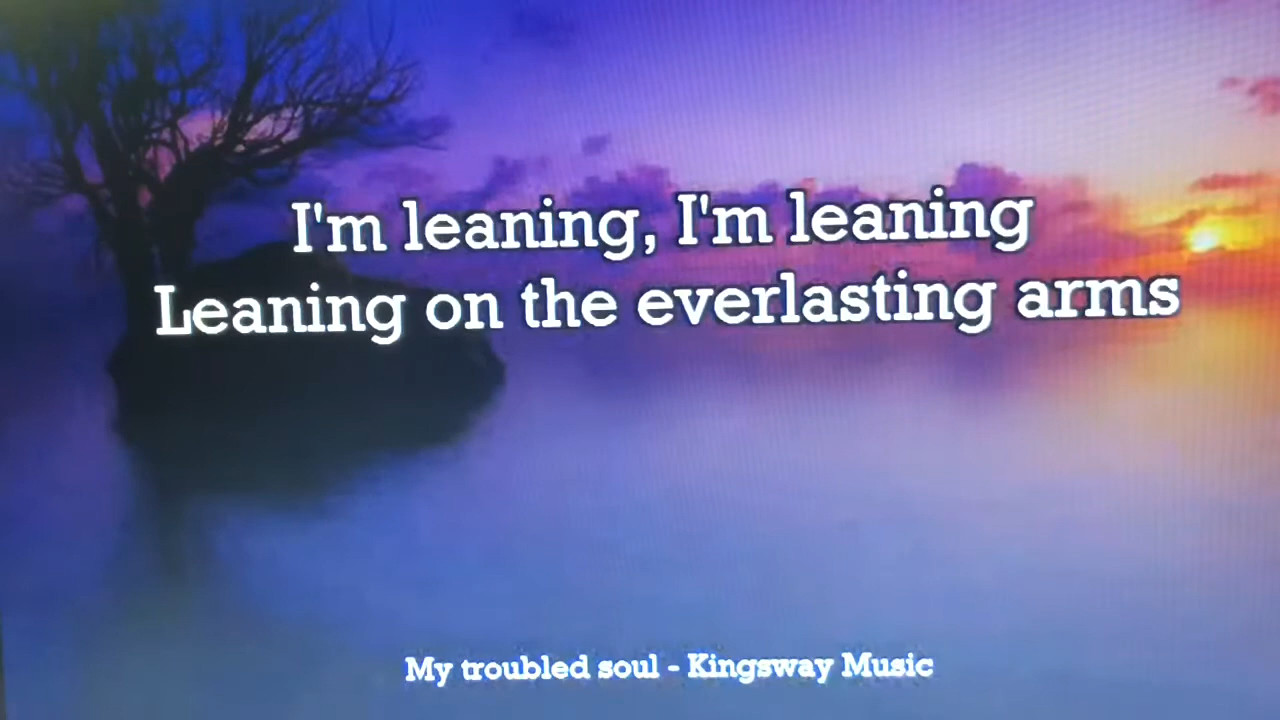 I'm leaning, I'm leaning
Leaning on the everlasting arms
My troubled soul - Kingsway Music